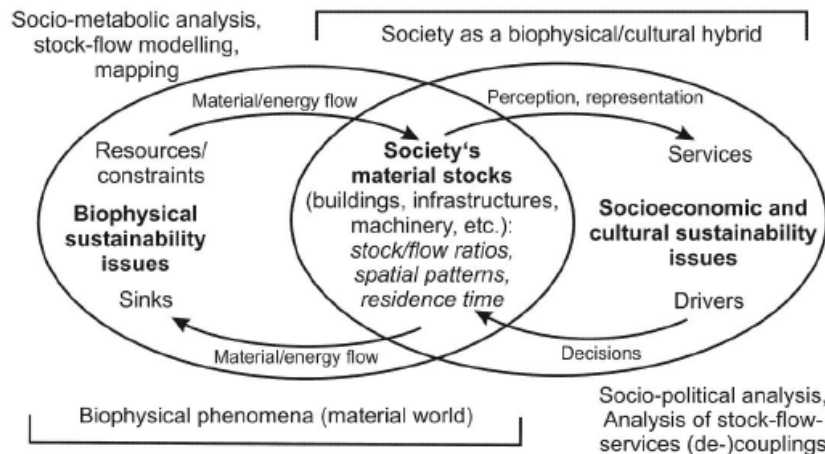 Socio-metabolic analysis,
stock-flow modelling,
mapping
Society as a biophysical/cultural hybrid
Material/energy flow
Perception, representation
Resources/
constraints
Biophysical
sustainability
issues
Sinks
Society‘s
material stocks
(buildings, infrastructures,
machinery, etc.):
stock/flow ratios,
spatial patterns,
residence time
Services
Socioeconomic and
cultural sustainability
issues
Drivers
Material/energy flow
Decisions
Biophysical phenomena (material world)
Socio-political analysis,
Analysis of stock-flow-
services (de-)couplings